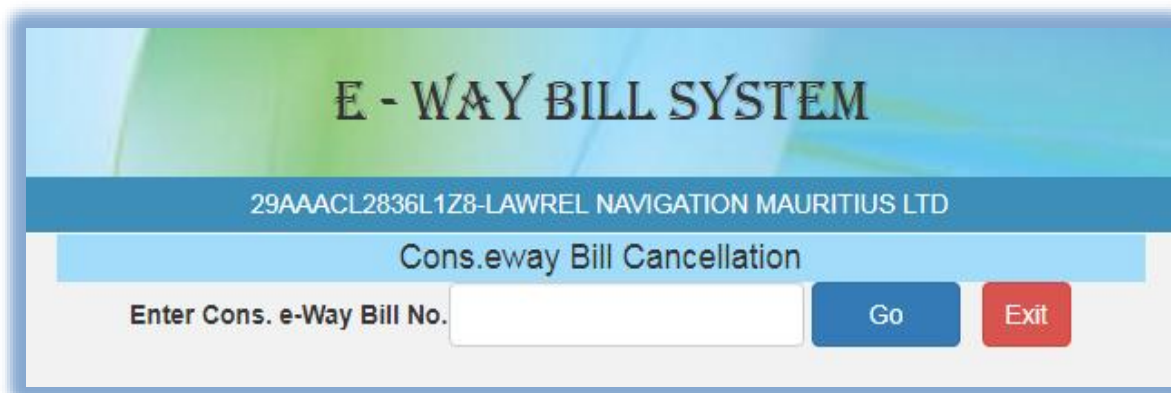 E - WAY BILL SYSTEM
29AAACL2836L1Z8-LAWREL NAVIGATION MAURITIUS LTD
Cons.eway Bill Cancellation
Enter Cons. e-Way Bill No. Go Exit